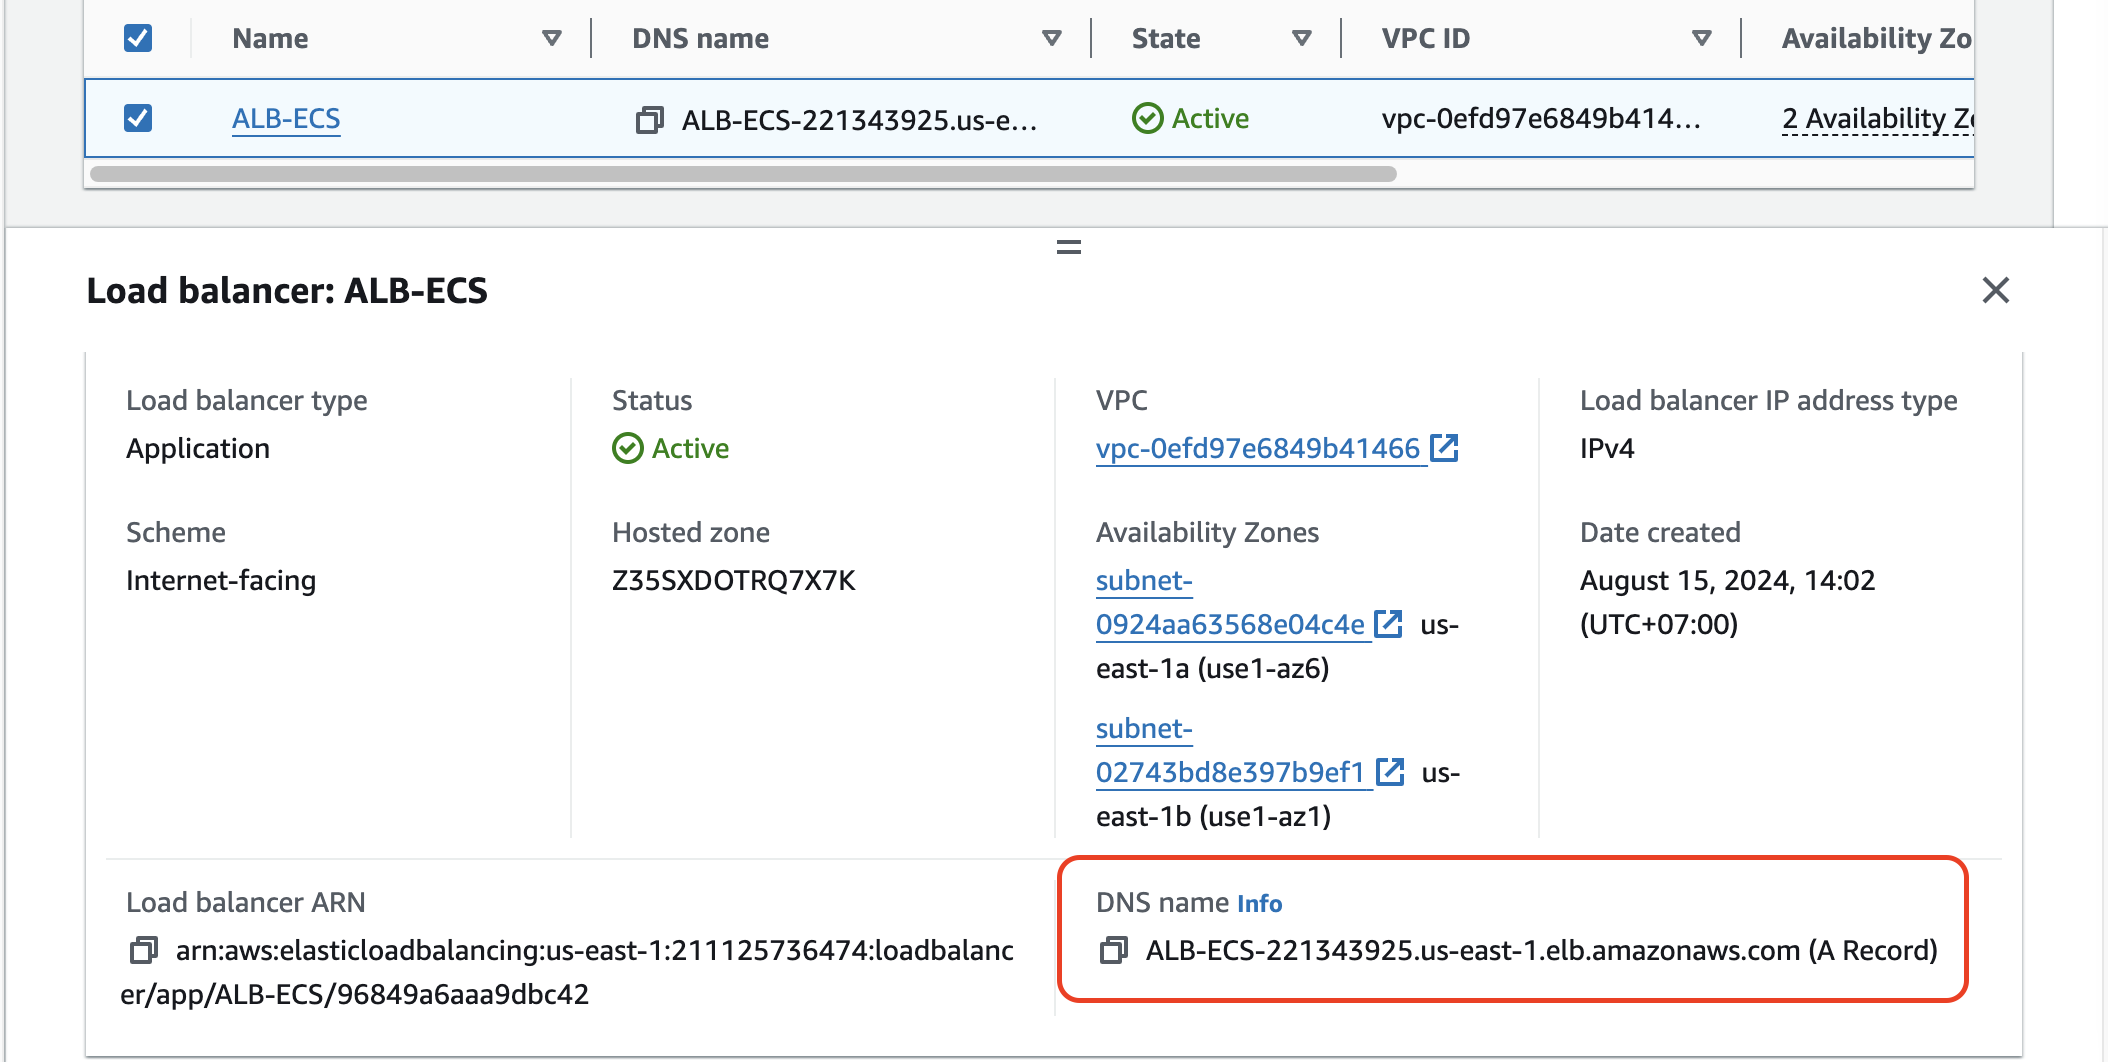 Name DNS name State VPC ID Availability Zo
ALB-ECS ALB-ECS-221343925.us-e... Active vpc-0efd97e6849b414... 2 Availability Zo
Load balancer: ALB-ECS
Load balancer type
Application
Status
Active
VPC
vpc-0efd97e6849b41466
Load balancer IP address type
IPv4
Scheme
Internet-facing
Hosted zone
Z35SXDOTRQ7X7K
Availability Zones
subnet-
0924aa63568e04c4e us-
east-1a (use1-az6)
subnet-
02743bd8e397b9ef1 us-
east-1b (use1-az1)
Date created
August 15, 2024, 14:02
(UTC+07:00)
Load balancer ARN
arn:aws:elasticloadbalancing:us-east-1:211125736474:loadbalanc
er/app/ALB-ECS/96849a6aaa9dbc42
DNS name Info
ALB-ECS-221343925.us-east-1.elb.amazonaws.com (A Record)